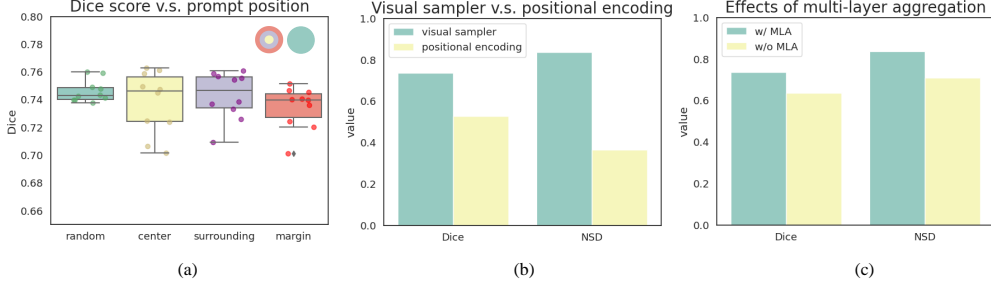 Dice score v.s. prompt position
0.80
0.78
0.76
0.74
0.72
0.70
0.68
0.66
Dice
random center surrounding margin
(a)
Visual sampler v.s. positional encoding
1.0
0.8
0.6
0.4
0.2
0.0
value
visual sampler
positional encoding
Dice NSD
(b)
Effects of multi-layer aggregation
1.0
0.8
0.6
0.4
0.2
0.0
value
w/ MLA
w/o MLA
Dice NSD
(c)